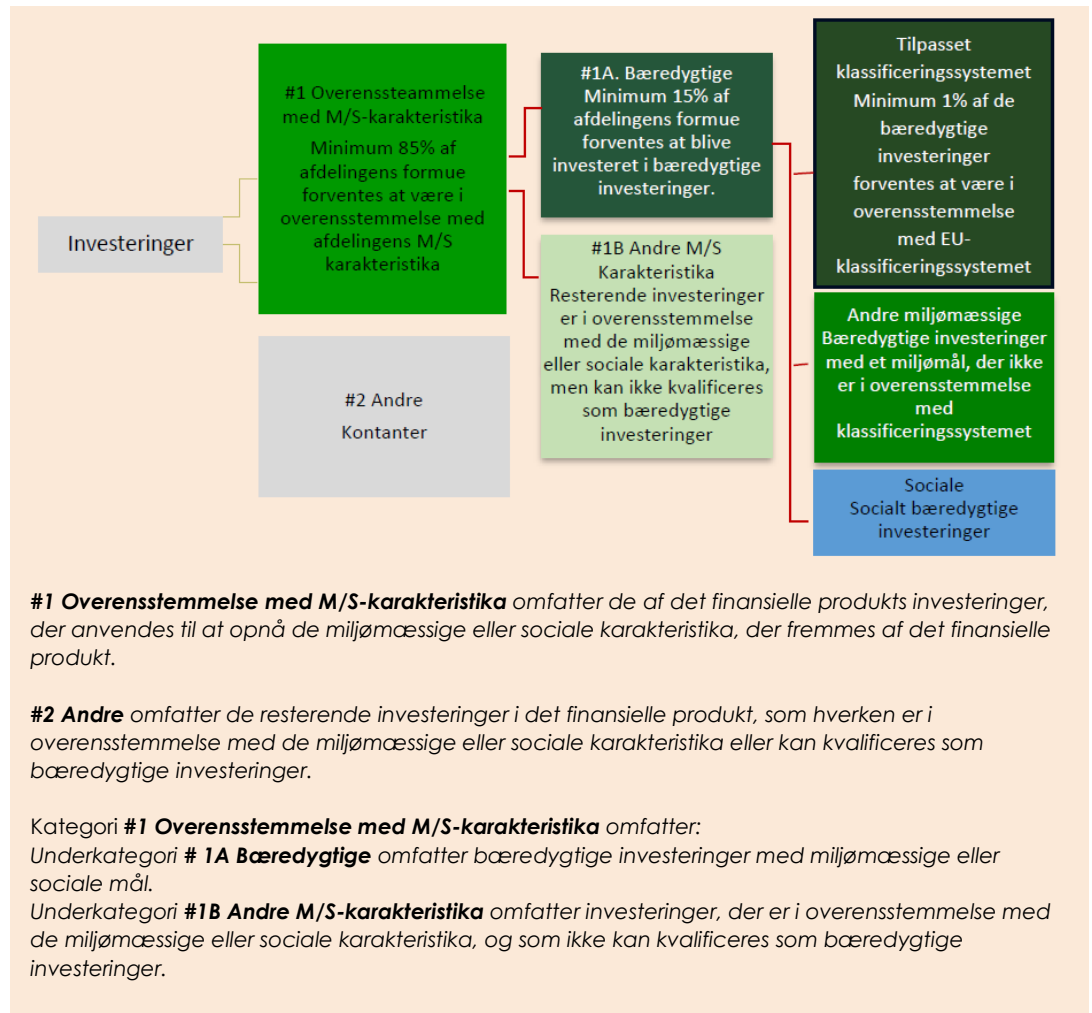 Investeringer
#1 Overenssteammelse
med M/S-karakteristika
Minimum 85% af
afdelingens formue
forventes at være i
overensstemmelse med
afdelingens M/S
karakteristika
#2 Andre
Kontanter
#1A. Bæredygtige
Minimum 15% af
afdelingens formue
forventes at blive
investeret i bæredygtige
investeringer.
#1B Andre M/S
Karakteristika
Resterende investeringer
er i overensstemmelse
med de miljømæssige
eller sociale karakteristika,
men kan ikke kvalificeres
som bæredygtige
investeringer
Tilpasset
klassificeringssystemet
Minimum 1% af de
bæredygtige
investeringer
forventes at være i
overensstemmelse
med EU-
klassificeringssystemet
Andre miljømæssige
Bæredygtige investeringer
med et miljømål, der ikke
er i overensstemmelse
med
klassificeringssystemet
Sociale
Socialt bæredygtige
investeringer
#1 Overensstemmelse med M/S-karakteristika omfatter de af det finansielle produkts investeringer,
der anvendes til at opnå de miljømæssige eller sociale karakteristika, der fremmes af det finansielle
produkt.
#2 Andre omfatter de resterende investeringer i det finansielle produkt, som hverken er i
overensstemmelse med de miljømæssige eller sociale karakteristika eller kan kvalificeres som
bæredygtige investeringer.
Kategori #1 Overensstemmelse med M/S-karakteristika omfatter:
Underkategori # 1A Bæredygtige omfatter bæredygtige investeringer med miljømæssige eller
sociale mål.
Underkategori #1B Andre M/S-karakteristika omfatter investeringer, der er i overensstemmelse med
de miljømæssige eller sociale karakteristika, og som ikke kan kvalificeres som bæredygtige
investeringer.